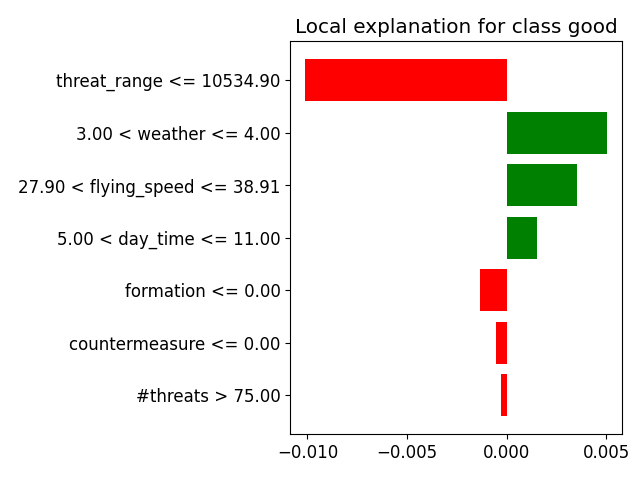 Local explanation for class good
threat_range <= 10534.90
3.00 < weather <= 4.00
27.90 < flying_speed <= 38.91
5.00 < day_time <= 11.00
formation <= 0.00
countermeasure <= 0.00
#threats > 75.00
−0.010 −0.005 0.000 0.005